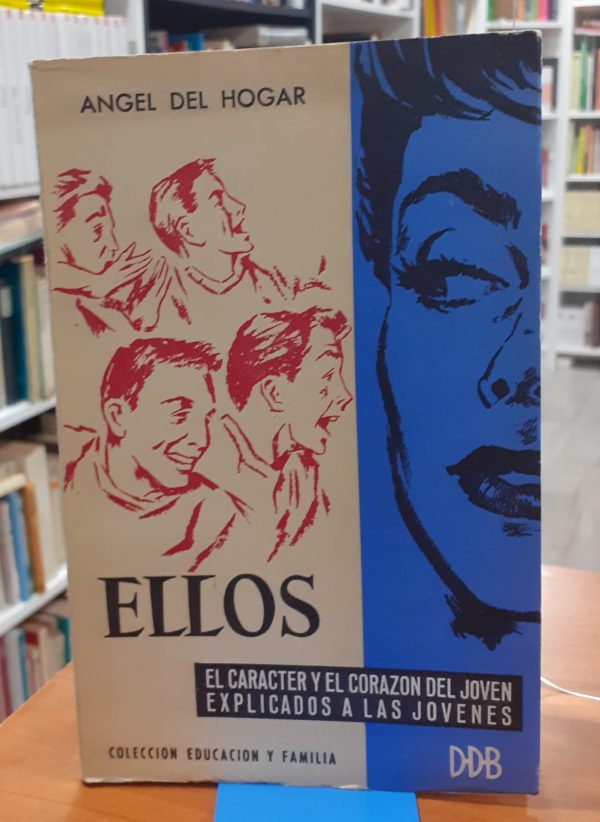 ANGEL DEL HOGAR
ELLOS
EL CARACTER Y EL CORAZON DEL JOVEN
EXPLICADOS A LAS JOVENES
COLECCION EDUCACION Y FAMILIA
DDB